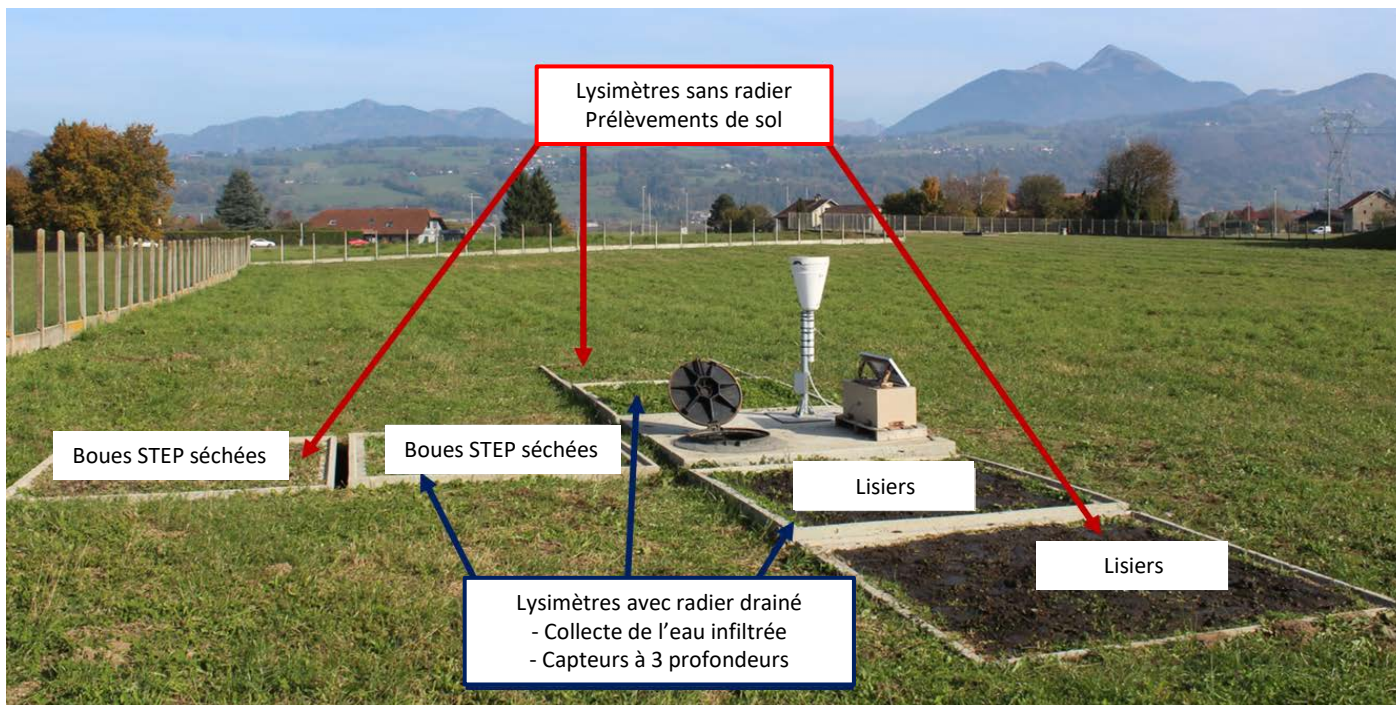 Lysimètres sans radier
Prélèvements de sol
Boues STEP séchées
Boues STEP séchées
Lisiers
Lisiers
Lysimètres avec radier drainé
- Collecte de l’eau infiltrée
- Capteurs à 3 profondeurs